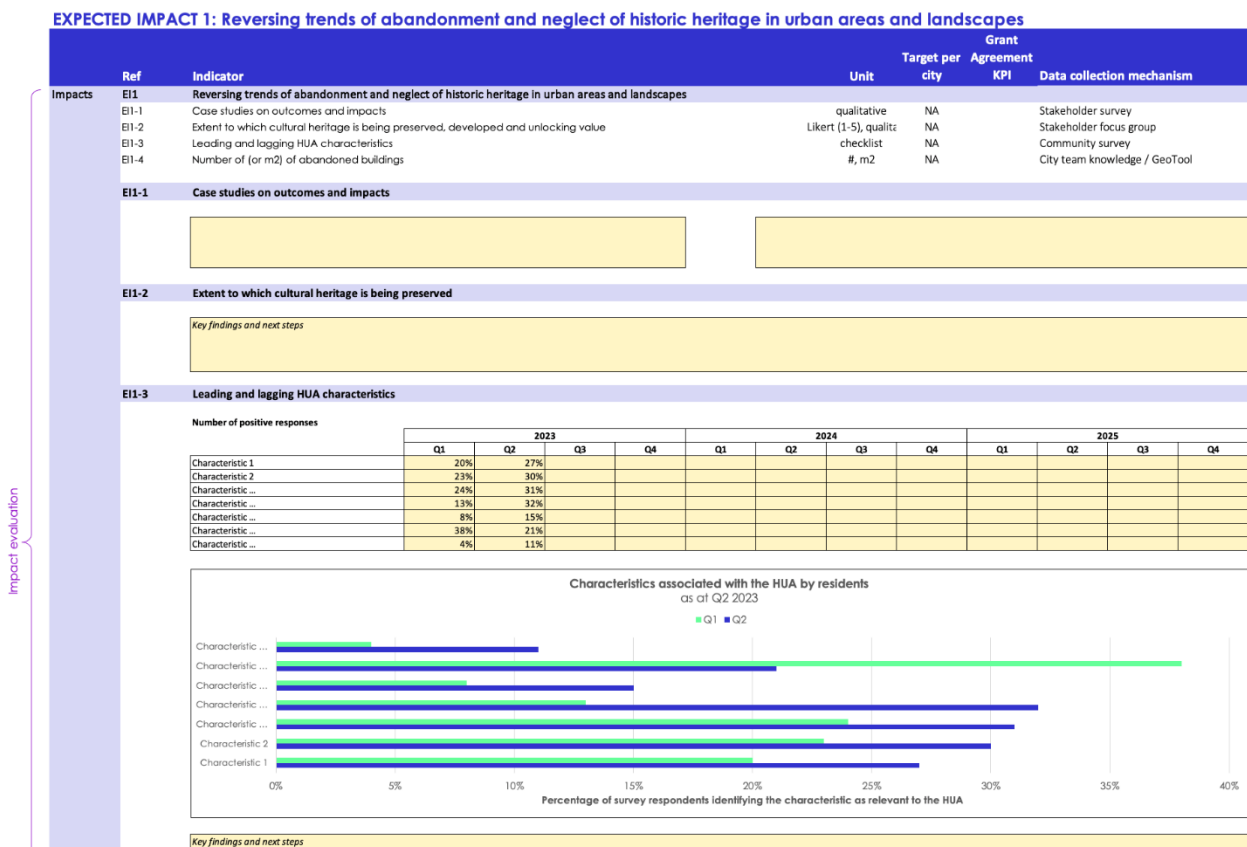 EXPECTED IMPACT 1: Reversing trends of abandonment and neglect of historic heritage in urban areas and landscapes
Ref Indicator Unit Target per city Grant Agreement KPI Data collection mechanism
Impacts EI1 Reversing trends of abandonment and neglect of historic heritage in urban areas and landscapes
EI1-1 Case studies on outcomes and impacts qualitative NA Stakeholder survey
EI1-2 Extent to which cultural heritage is being preserved, developed and unlocking value Likert (1-5), qualita NA Stakeholder focus group
EI1-3 Leading and lagging HUA characteristics checklist NA Community survey
EI1-4 Number of (or m2) of abandoned buildings #, m2 NA City team knowledge / GeoTool
EI1-1 Case studies on outcomes and impacts
EI1-2 Extent to which cultural heritage is being preserved
Key findings and next steps
EI1-3 Leading and lagging HUA characteristics
Number of positive responses
2023 2024 2025
Q1 Q2 Q3 Q4 Q1 Q2 Q3 Q4 Q1 Q2 Q3 Q4
Characteristic 1 20% 27%
Characteristic 2 23% 30%
Characteristic ... 24% 31%
Characteristic ... 13% 32%
Characteristic ... 8% 15%
Characteristic ... 38% 21%
Characteristic ... 4% 11%
Impact evaluation
Characteristics associated with the HUA by residents
as at Q2 2023
Q1 Q2
Characteristic ...
Characteristic ...
Characteristic ...
Characteristic ...
Characteristic ...
Characteristic 2
Characteristic 1
0% 5% 10% 15% 20% 25% 30% 35% 40%
Percentage of survey respondents identifying the characteristic as relevant to the HUA
Key findings and next steps